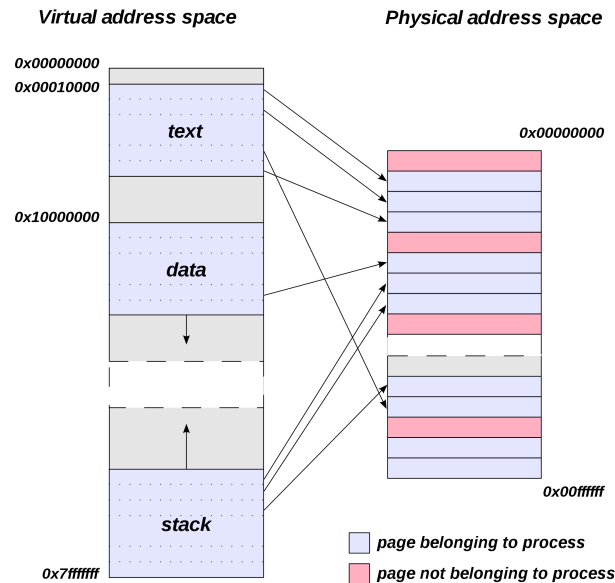 Virtual address space
Physical address space
0x00000000
0x00010000
text
0x00000000
0x10000000
data
stack
0x00ffffff
page belonging to process
0x7fffffff
page not belonging to process